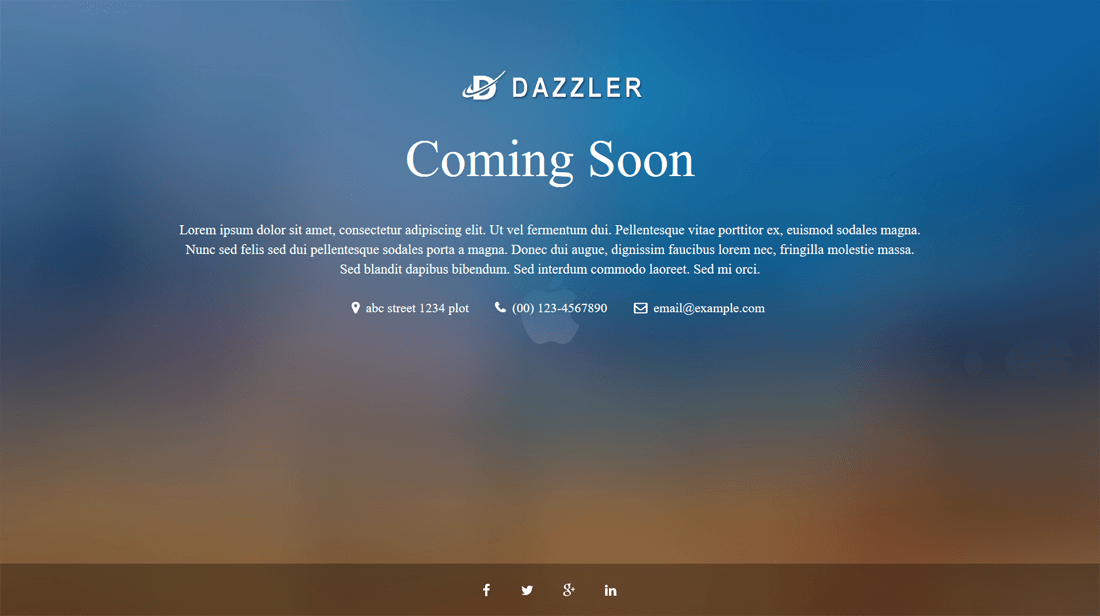 DAZZLER
Coming Soon
Lorem ipsum dolor sit amet, consectetur adipiscing elit. Ut vel fermentum dui. Pellentesque vitae porttitor ex, euismod sodales magna.
Nunc sed felis sed dui pellentesque sodales porta a magna. Donec dui augue, dignissim faucibus lorem nec, fringilla molestie massa.
Sed blandit dapibus bibendum. Sed interdum commodo laoreet. Sed mi orci.
abc street 1234 plot (00) 123-4567890 email@example.com